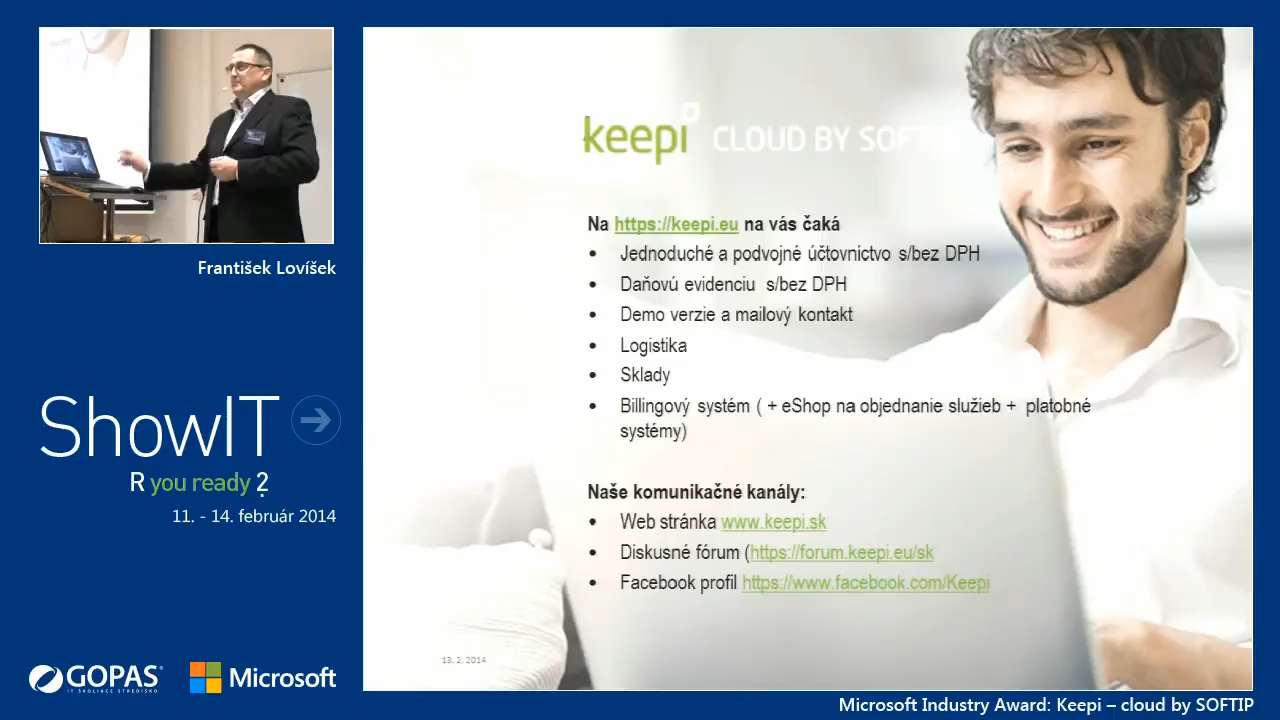 František Lovíšek
ShowIT
R you ready ?
11. - 14. február 2014
GOPAS
IT ŠKOLIACE STREDISKO
Microsoft
keepi CLOUD BY SOFTIP
Na https://keepi.eu na vás čaká
• Jednoduché a podvojné účtovníctvo s/bez DPH
• Daňovú evidenciu s/bez DPH
• Demo verzie a mailový kontakt
• Logistika
• Sklady
• Billingový systém ( + eShop na objednanie služieb + platobné
systémy)
Naše komunikačné kanály:
• Web stránka www.keepi.sk
• Diskusné fórum (https://forum.keepi.eu/sk
• Facebook profil https://www.facebook.com/Keepi
13. 2. 2014
Microsoft Industry Award: Keepi – cloud by SOFTIP